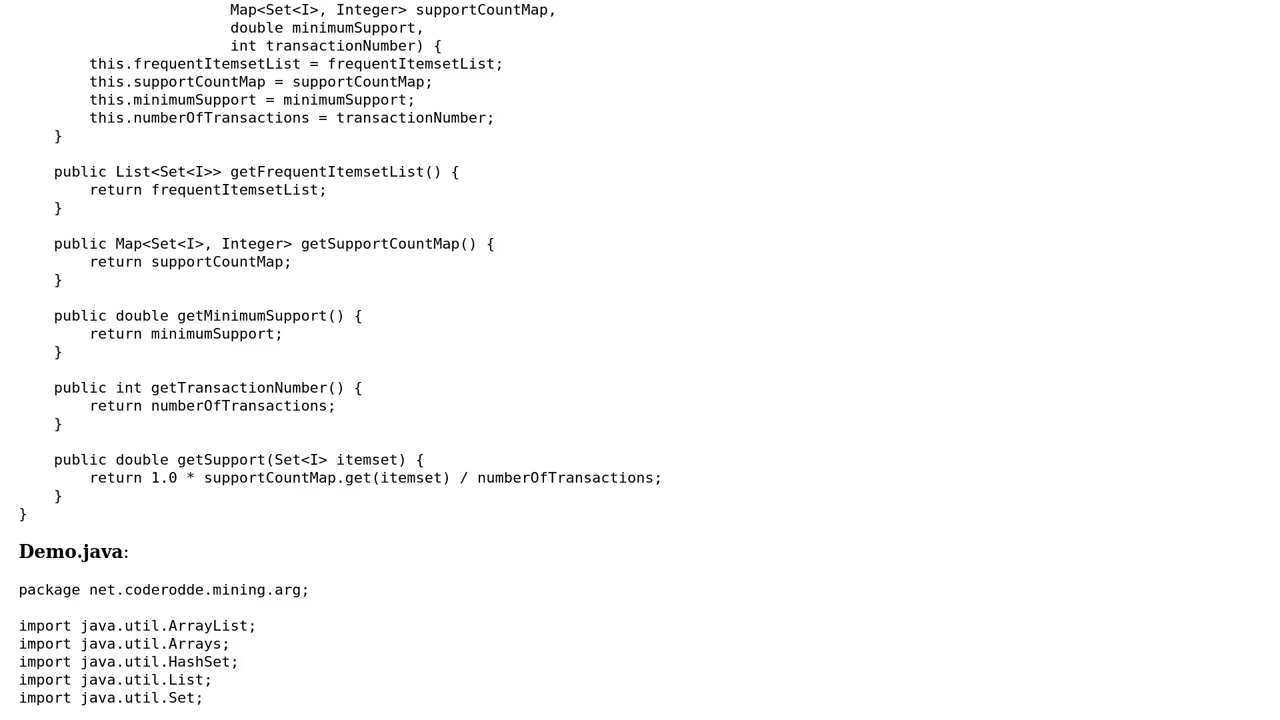 Map<Set<I>, Integer> supportCountMap,
double minimumSupport,
int transactionNumber) {
this.frequentItemsetList = frequentItemsetList;
this.supportCountMap = supportCountMap;
this.minimumSupport = minimumSupport;
this.numberOfTransactions = transactionNumber;
}
public List<Set<I>> getFrequentItemsetList() {
return frequentItemsetList;
}
public Map<Set<I>, Integer> getSupportCountMap() {
return supportCountMap;
}
public double getMinimumSupport() {
return minimumSupport;
}
public int getTransactionNumber() {
return numberOfTransactions;
}
public double getSupport(Set<I> itemset) {
return 1.0 * supportCountMap.get(itemset) / numberOfTransactions;
}
}
Demo.java:
package net.coderodde.mining.arg;
import java.util.ArrayList;
import java.util.Arrays;
import java.util.HashSet;
import java.util.List;
import java.util.Set;